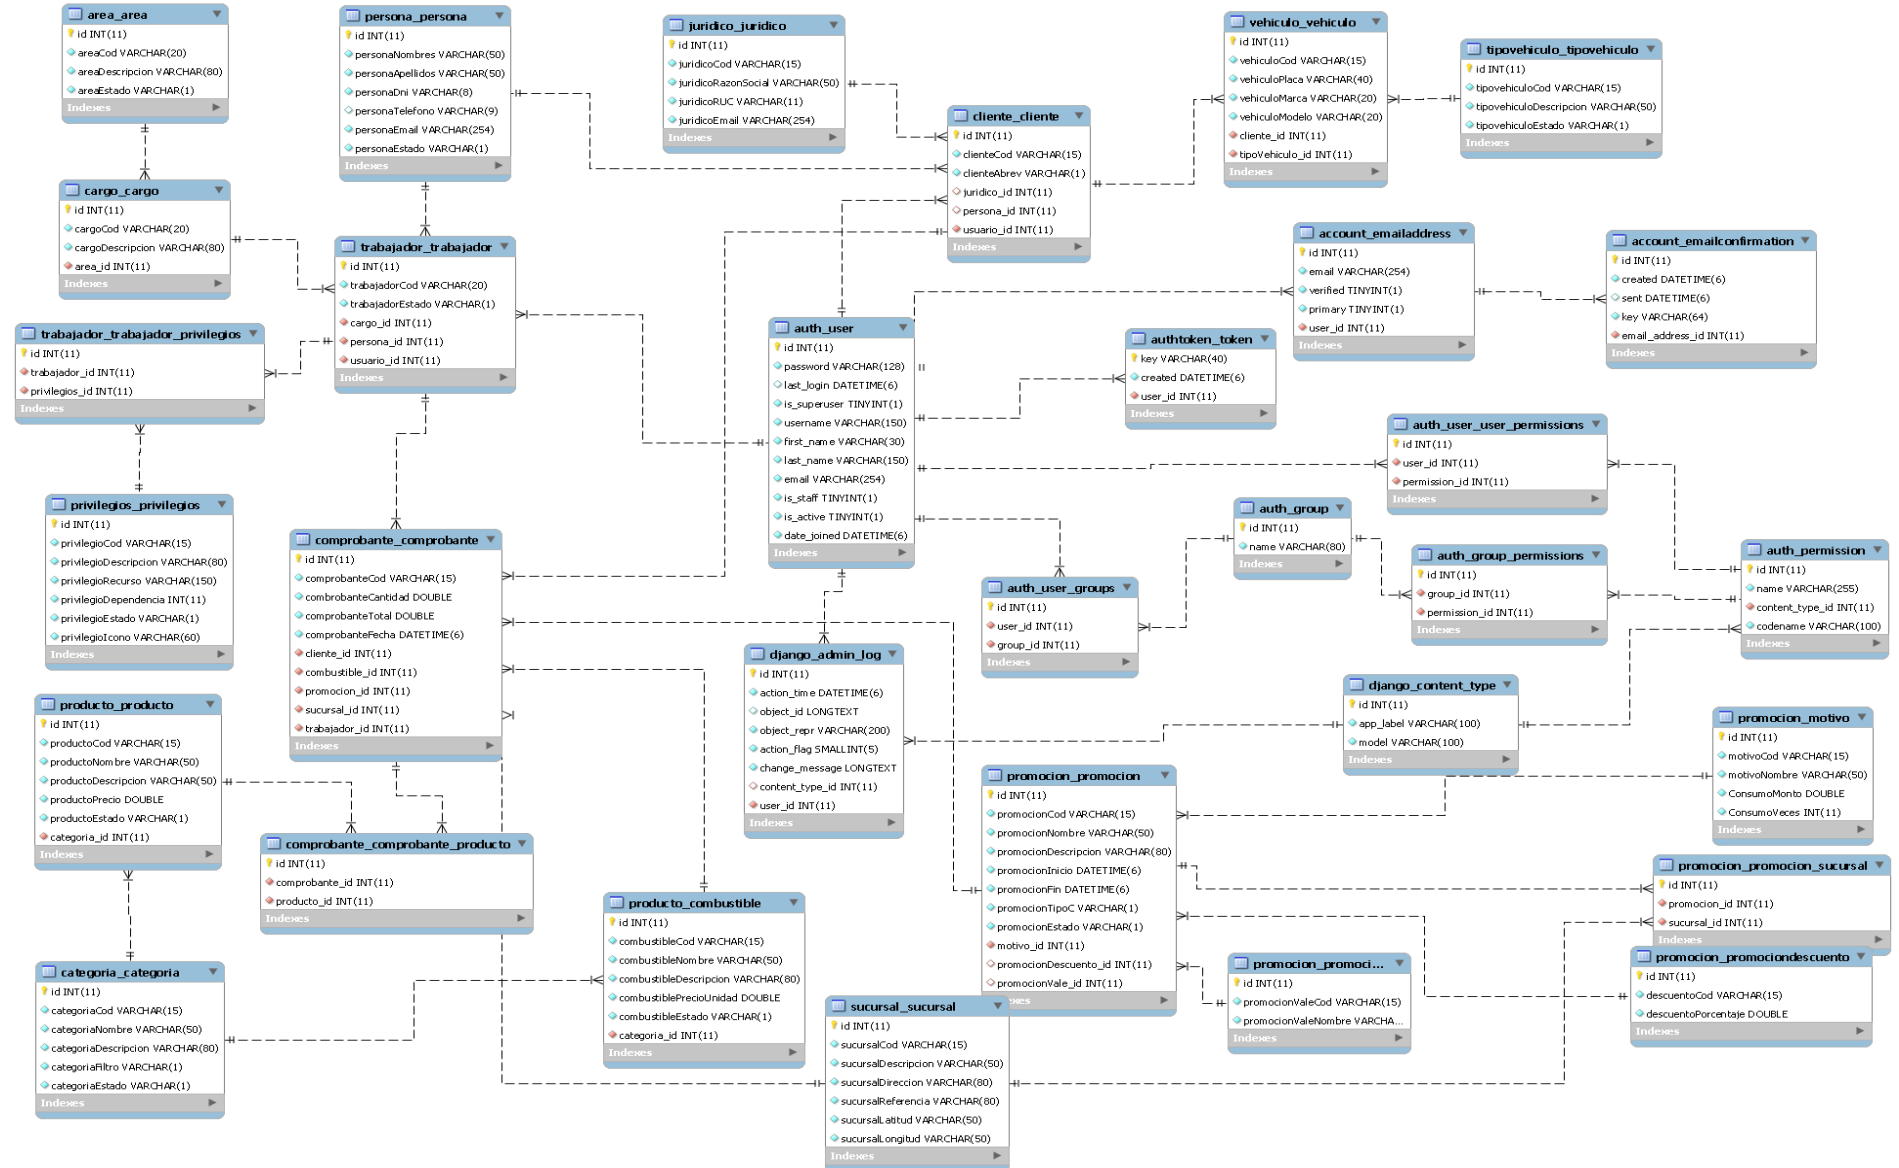 area_area
id INT(11)
areaCod VARCHAR(20)
areaDescripcion VARCHAR(80)
areaEstado VARCHAR(1)
Indexes
persona_persona
id INT(11)
personaNombres VARCHAR(50)
personaApellidos VARCHAR(50)
personaDni VARCHAR(8)
personaTelefono VARCHAR(9)
personaEmail VARCHAR(254)
personaEstado VARCHAR(1)
Indexes
juridico_juridico
id INT(11)
juridicoCod VARCHAR(15)
juridicoRazonSocial VARCHAR(50)
juridicoRUC VARCHAR(11)
juridicoEmail VARCHAR(254)
Indexes
cliente_cliente
id INT(11)
clienteCod VARCHAR(15)
clienteAbrev VARCHAR(1)
juridico_id INT(11)
persona_id INT(11)
usuario_id INT(11)
Indexes
vehiculo_vehiculo
id INT(11)
vehiculoCod VARCHAR(15)
vehiculoPlaca VARCHAR(40)
vehiculoMarca VARCHAR(20)
vehiculoModelo VARCHAR(20)
cliente_id INT(11)
tipoVehiculo_id INT(11)
Indexes
tipovehiculo_tipovehiculo
id INT(11)
tipovehiculoCod VARCHAR(15)
tipovehiculoDescripcion VARCHAR(50)
tipovehiculoEstado VARCHAR(1)
Indexes
cargo_cargo
id INT(11)
cargoCod VARCHAR(20)
cargoDescripcion VARCHAR(80)
area_id INT(11)
Indexes
trabajador_trabajador
id INT(11)
trabajadorCod VARCHAR(20)
trabajadorEstado VARCHAR(1)
cargo_id INT(11)
persona_id INT(11)
usuario_id INT(11)
Indexes
account_emailaddress
id INT(11)
email VARCHAR(254)
verified TINYINT(1)
primary TINYINT(1)
user_id INT(11)
Indexes
account_emailconfirmation
id INT(11)
created DATETIME(6)
sent DATETIME(6)
key VARCHAR(64)
email_address_id INT(11)
Indexes
trabajador_trabajador_privilegios
id INT(11)
trabajador_id INT(11)
privilegios_id INT(11)
Indexes
auth_user
id INT(11)
password VARCHAR(128)
last_login DATETIME(6)
is_superuser TINYINT(1)
username VARCHAR(150)
first_name VARCHAR(30)
last_name VARCHAR(150)
email VARCHAR(254)
is_staff TINYINT(1)
is_active TINYINT(1)
date_joined DATETIME(6)
Indexes
authtoken_token
key VARCHAR(40)
created DATETIME(6)
user_id INT(11)
Indexes
auth_user_user_permissions
id INT(11)
user_id INT(11)
permission_id INT(11)
Indexes
privilegios_privilegios
id INT(11)
privilegioCod VARCHAR(15)
privilegioDescripcion VARCHAR(80)
privilegioRecurso VARCHAR(150)
privilegioDependencia INT(11)
privilegioEstado VARCHAR(1)
privilegioIcono VARCHAR(60)
Indexes
comprobante_comprobante
id INT(11)
comprobanteCod VARCHAR(15)
combrobanteCantidad DOUBLE
comprobanteTotal DOUBLE
comprobanteFecha DATETIME(6)
cliente_id INT(11)
combustible_id INT(11)
promocion_id INT(11)
sucursal_id INT(11)
trabajador_id INT(11)
Indexes
auth_group
id INT(11)
name VARCHAR(80)
Indexes
auth_group_permissions
id INT(11)
group_id INT(11)
permission_id INT(11)
Indexes
auth_permission
id INT(11)
name VARCHAR(255)
content_type_id INT(11)
codename VARCHAR(100)
Indexes
auth_user_groups
id INT(11)
user_id INT(11)
group_id INT(11)
Indexes
django_admin_log
id INT(11)
action_time DATETIME(6)
object_id LONGTEXT
object_repr VARCHAR(200)
action_flag SMALLINT(5)
change_message LONGTEXT
content_type_id INT(11)
user_id INT(11)
Indexes
django_content_type
id INT(11)
app_label VARCHAR(100)
model VARCHAR(100)
Indexes
producto_producto
id INT(11)
productoCod VARCHAR(15)
productoNombre VARCHAR(50)
productoDescripcion VARCHAR(50)
productoPrecio DOUBLE
productoEstado VARCHAR(1)
categoria_id INT(11)
Indexes
promocion_motivo
id INT(11)
motivoCod VARCHAR(15)
motivoNombre VARCHAR(50)
ConsumoMonto DOUBLE
ConsumoVeces INT(11)
Indexes
promocion_promocion
id INT(11)
promocionCod VARCHAR(15)
promocionNombre VARCHAR(50)
promocionDescripcion VARCHAR(80)
promocionInicio DATETIME(6)
promocionFin DATETIME(6)
promocionTipoC VARCHAR(1)
promocionEstado VARCHAR(1)
motivo_id INT(11)
promocionDescuento_id INT(11)
promocionVale_id INT(11)
exes
comprobante_comprobante_producto
id INT(11)
comprobante_id INT(11)
producto_id INT(11)
Indexes
promocion_promocion_sucursal
id INT(11)
promocion_id INT(11)
sucursal_id INT(11)
Indexes
producto_combustible
id INT(11)
combustibleCod VARCHAR(15)
combustibleNombre VARCHAR(50)
combustibleDescripcion VARCHAR(80)
combustiblePrecioUnidad DOUBLE
combustibleEstado VARCHAR(1)
categoria_id INT(11)
Indexes
promocion_promociondescuento
id INT(11)
descuentoCod VARCHAR(15)
descuentoPorcentaje DOUBLE
Indexes
promocion_promoci...
id INT(11)
promocionValeCod VARCHAR(15)
promocionValeNombre VARCHA...
Indexes
categoria_categoria
id INT(11)
categoriaCod VARCHAR(15)
categoriaNombre VARCHAR(50)
categoriaDescripcion VARCHAR(80)
categoriaFiltro VARCHAR(1)
categoriaEstado VARCHAR(1)
Indexes
sucursal_sucursal
id INT(11)
sucursalCod VARCHAR(15)
sucursalDescripcion VARCHAR(50)
sucursalDireccion VARCHAR(80)
sucursalReferencia VARCHAR(80)
sucursalLatitud VARCHAR(50)
sucursalLongitud VARCHAR(50)
Indexes